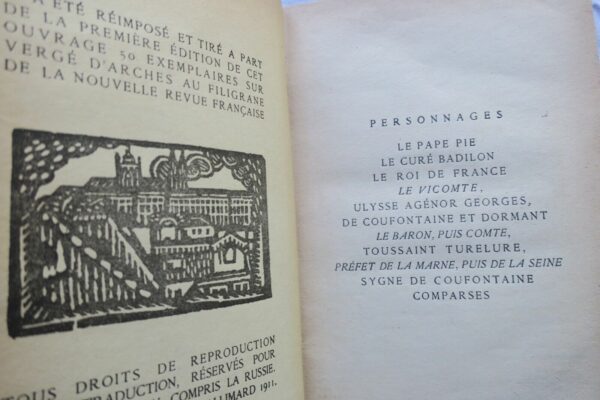 A ÉTÉ RÉIMPOSÉ ET TIRÉ A PART
DE LA PREMIÈRE ÉDITION DE CET
OUVRAGE 50 EXEMPLAIRES SUR
VERGÉ D'ARCHES AU FILIGRANE
DE LA NOUVELLE REVUE FRANÇAISE
TOUS DROITS DE REPRODUCTION
TRADUCTION, RÉSERVÉS POUR
COMPRIS LA RUSSIE.
GALLIMARD 1911.
PERSONNAGES
LE PAPE PIE
LE CURÉ BADILON
LE ROI DE FRANCE
LE VICOMTE,
ULYSSE AGÉNOR GEORGES,
DE COUFONTAINE ET DORMANT
LE BARON, PUIS COMTE,
TOUSSAINT TURELURE,
PRÉFET DE LA MARNE, PUIS DE LA SEINE
SYGNE DE COUFONTAINE
COMPARSES